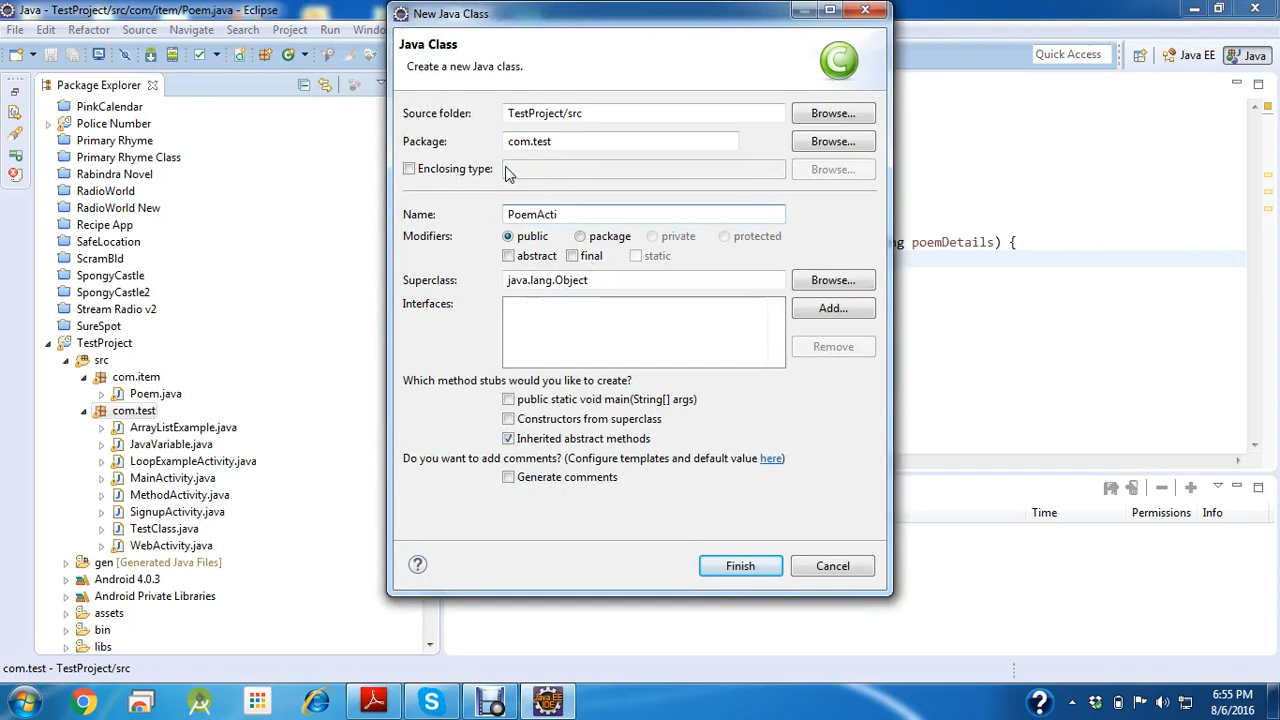 Java - TestProject/src/com/item/Poem.java - Eclipse
New Java Class
File Edit Source Refactor Navigate Search Project Run Windo
Java Class
Create a new Java class.
Quick Access
Java EE
Java
Package Explorer
PinkCalendar
Police Number
Primary Rhyme
Primary Rhyme Class
Rabindra Novel
RadioWorld
RadioWorld New
Recipe App
SafeLocation
ScramBId
SpongyCastle
SpongyCastle2
Stream Radio v2
SureSpot
TestProject
src
com.item
Poem.java
com.test
ArrayListExample.java
JavaVariable.java
LoopExampleActivity.java
MainActivity.java
MethodActivity.java
SignupActivity.java
TestClass.java
WebActivity.java
gen [Generated Java Files]
Android 4.0.3
Android Private Libraries
assets
bin
libs
Source folder: TestProject/src Browse...
Package: com.test Browse...
Enclosing type: Browse...
Name: PoemActi
Modifiers: public package private protected
abstract final static
Superclass: java.lang.Object Browse...
Interfaces: Add...
Remove
Which method stubs would you like to create?
public static void main(String[] args)
Constructors from superclass
Inherited abstract methods
Do you want to add comments? (Configure templates and default value here)
Generate comments
Finish Cancel
g poemDetails) {
Time Permissions Info
com.test - TestProject/src
Java EE
IDE
6:55 PM
8/6/2016